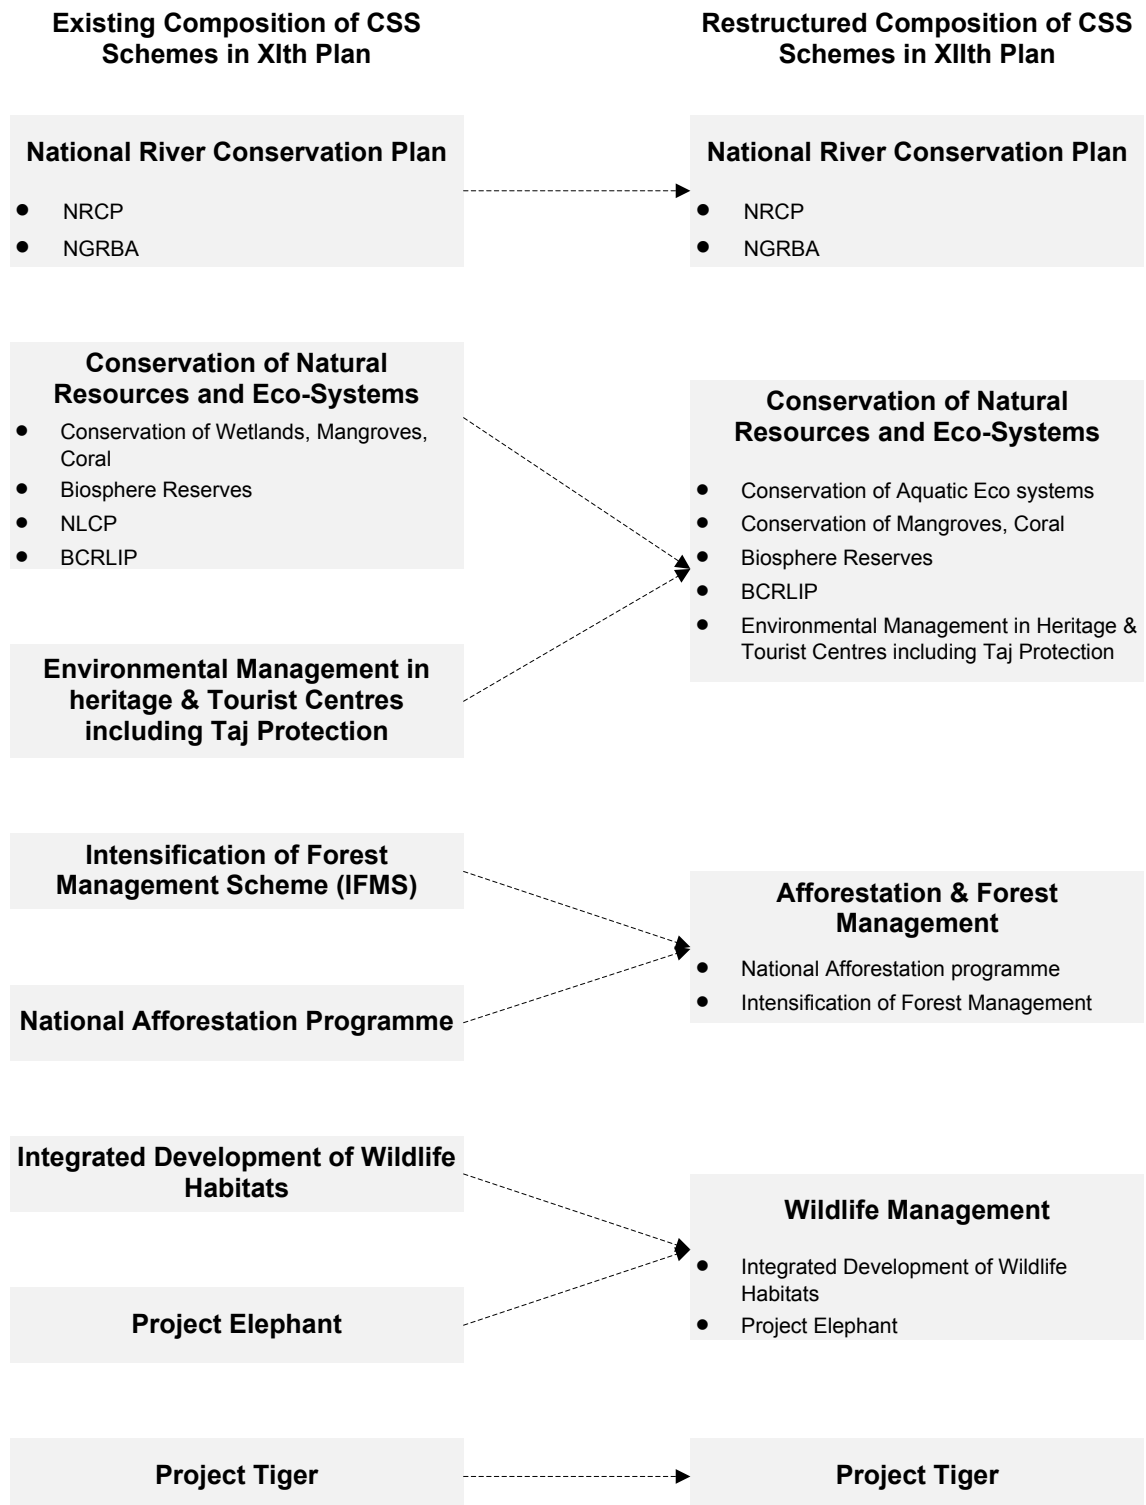 Existing Composition of CSS
Schemes in XIth Plan
Restructured Composition of CSS
Schemes in XIIth Plan
National River Conservation Plan
● NRCP
● NGRBA
National River Conservation Plan
● NRCP
● NGRBA
Conservation of Natural
Resources and Eco-Systems
● Conservation of Wetlands, Mangroves,
Coral
● Biosphere Reserves
● NLCP
● BCRLIP
Environmental Management in
heritage & Tourist Centres
including Taj Protection
Conservation of Natural
Resources and Eco-Systems
● Conservation of Aquatic Eco systems
● Conservation of Mangroves, Coral
● Biosphere Reserves
● BCRLIP
● Environmental Management in Heritage &
Tourist Centres including Taj Protection
Intensification of Forest
Management Scheme (IFMS)
National Afforestation Programme
Afforestation & Forest
Management
● National Afforestation programme
● Intensification of Forest Management
Integrated Development of Wildlife
Habitats
Project Elephant
Wildlife Management
● Integrated Development of Wildlife
Habitats
● Project Elephant
Project Tiger
Project Tiger